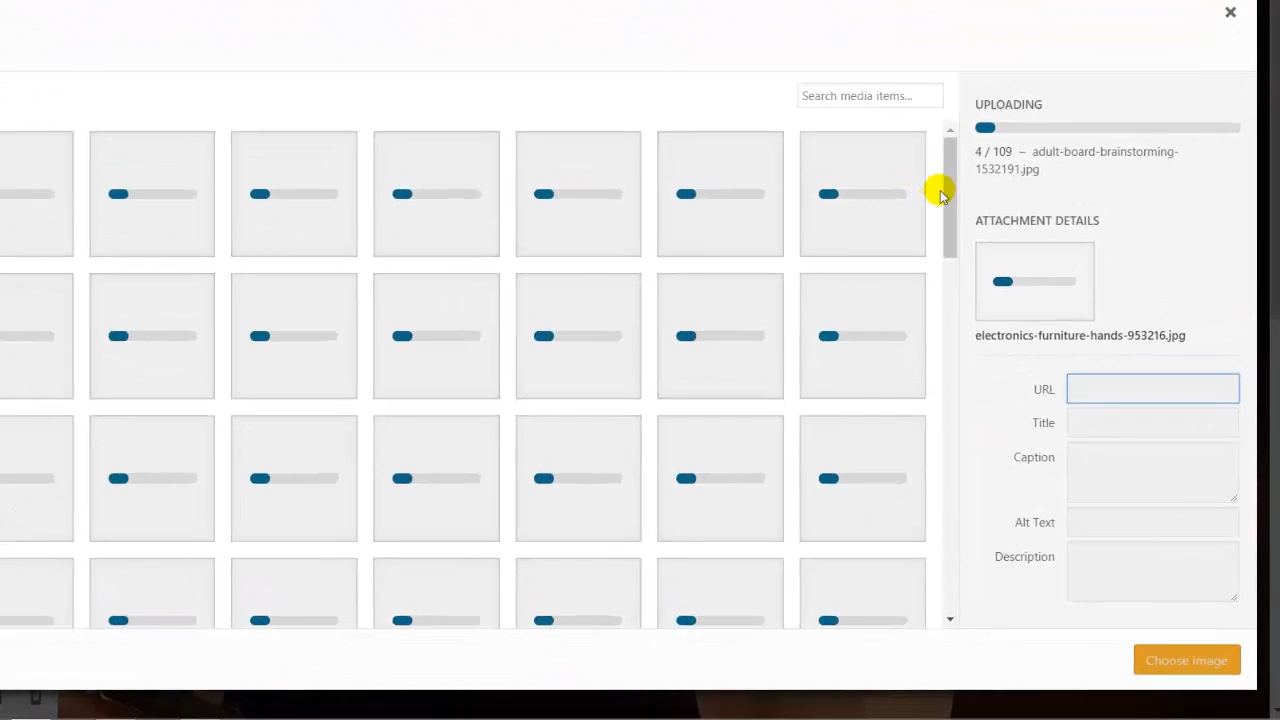 ×
Search media items...
UPLOADING
4 / 109 – adult-board-brainstorming-
1532191.jpg
ATTACHMENT DETAILS
electronics-furniture-hands-953216.jpg
URL
Title
Caption
Alt Text
Description
Choose image